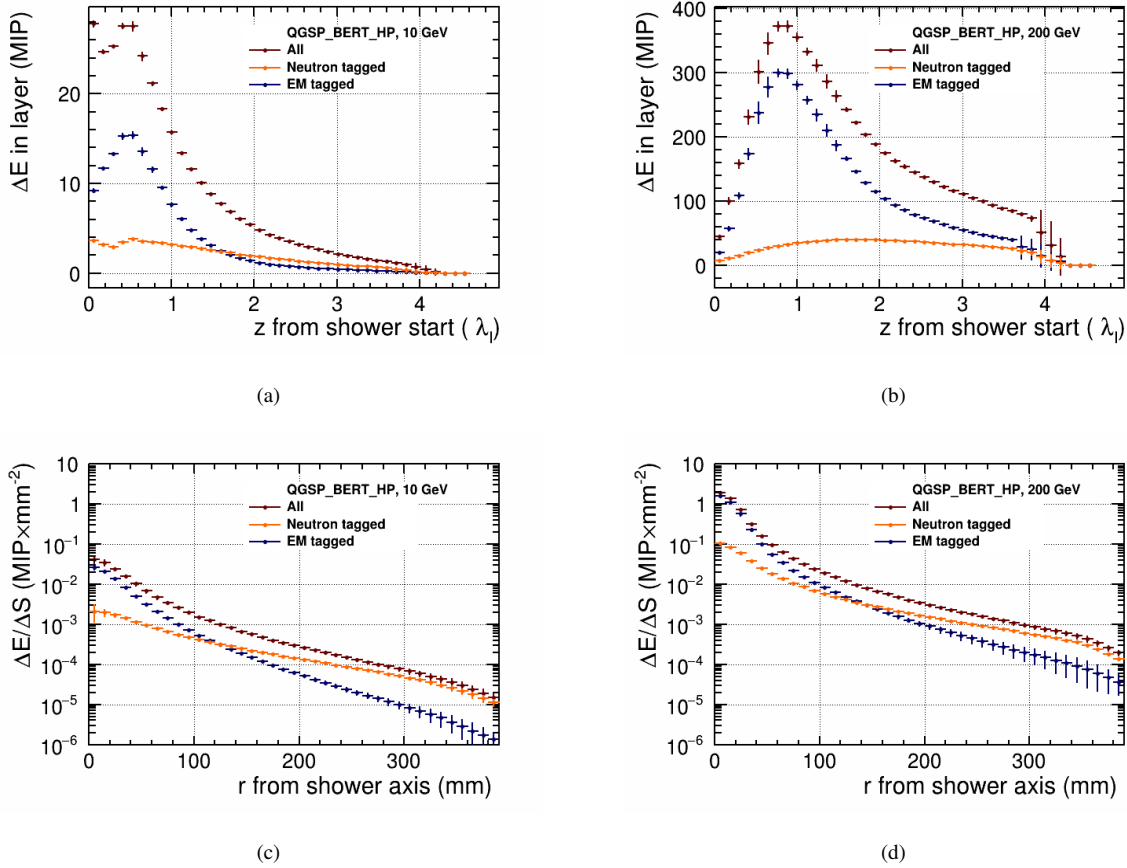 QGSP_BERT_HP, 10 GeV
All
Neutron tagged
EM tagged
ΔE in layer (MIP)
20
10
0
0 1 2 3 4
z from shower start ( λ_I)
(a)
QGSP_BERT_HP, 200 GeV
All
Neutron tagged
EM tagged
ΔE in layer (MIP)
400
300
200
100
0
0 1 2 3 4
z from shower start ( λ_I)
(b)
QGSP_BERT_HP, 10 GeV
All
Neutron tagged
EM tagged
ΔE/ΔS (MIP×mm⁻²)
10
1
10⁻¹
10⁻²
10⁻³
10⁻⁴
10⁻⁵
10⁻⁶
0 100 200 300
r from shower axis (mm)
(c)
QGSP_BERT_HP, 200 GeV
All
Neutron tagged
EM tagged
ΔE/ΔS (MIP×mm⁻²)
10
1
10⁻¹
10⁻²
10⁻³
10⁻⁴
10⁻⁵
10⁻⁶
0 100 200 300
r from shower axis (mm)
(d)